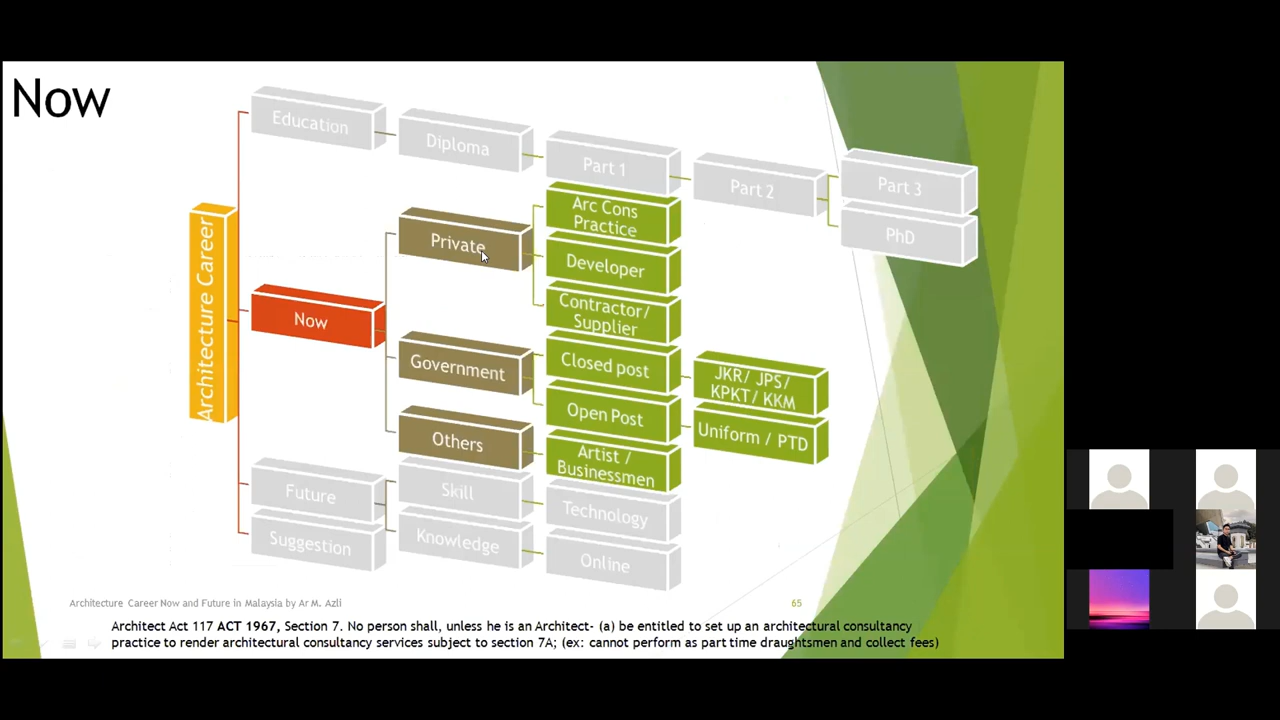 Now
Education
Diploma
Part 1
Part 2
Part 3
PhD
Architecture Career
Now
Private
Arc Cons
Practice
Developer
Contractor/
Supplier
Government
Closed post
JKR/ JPS/
KPKT/ KKM
Open Post
Uniform / PTD
Others
Artist /
Businessmen
Future
Skill
Technology
Suggestion
Knowledge
Online
Architecture Career Now and Future in Malaysia by Ar M. Azli
65
Architect Act 117 ACT 1967, Section 7. No person shall, unless he is an Architect- (a) be entitled to set up an architectural consultancy
practice to render architectural consultancy services subject to section 7A; (ex: cannot perform as part time draughtsmen and collect fees)